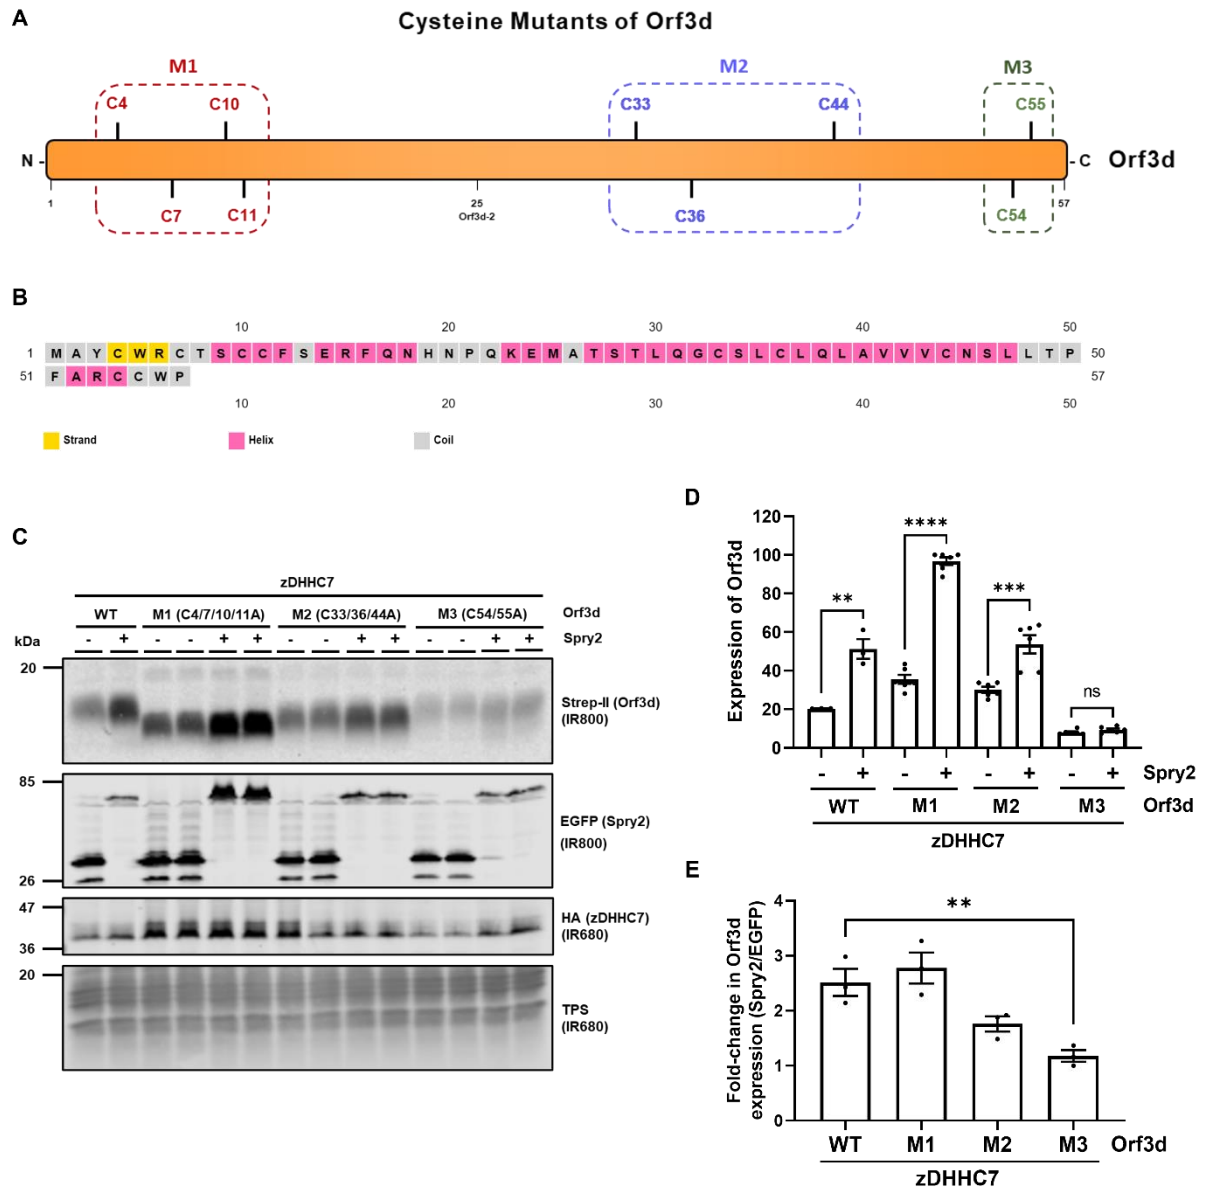 A
Cysteine Mutants of Orf3d
M1
M2
M3
C4
C10
C33
C44
C55
N
C
Orf3d
1
C7
C11
25
Orf3d-2
C36
C54
57
B
10 20 30 40 50
1 M A Y C W R C T S C C F S E R F Q N H N P Q K E M A T S T L Q G C S L C L Q L A V V V C N S L L T P 50
51 F A R C C W P 57
10 20 30 40 50
Strand Helix Coil
C
zDHHC7
WT M1 (C4/7/10/11A) M2 (C33/36/44A) M3 (C54/55A) Orf3d
kDa - + - - + + - - + + - - + + Spry2
20
Strep-II (Orf3d)
(IR800)
85
EGFP (Spry2)
(IR800)
26
47
HA (zDHHC7)
(IR680)
36
20
TPS
(IR680)
D
Expression of Orf3d
120
100
80
60
40
20
0
**
****
***
ns
- + - + - + - + Spry2
WT M1 M2 M3 Orf3d
zDHHC7
E
Fold-change in Orf3d
expression (Spry2/EGFP)
4
3
2
1
0
**
WT M1 M2 M3 Orf3d
zDHHC7